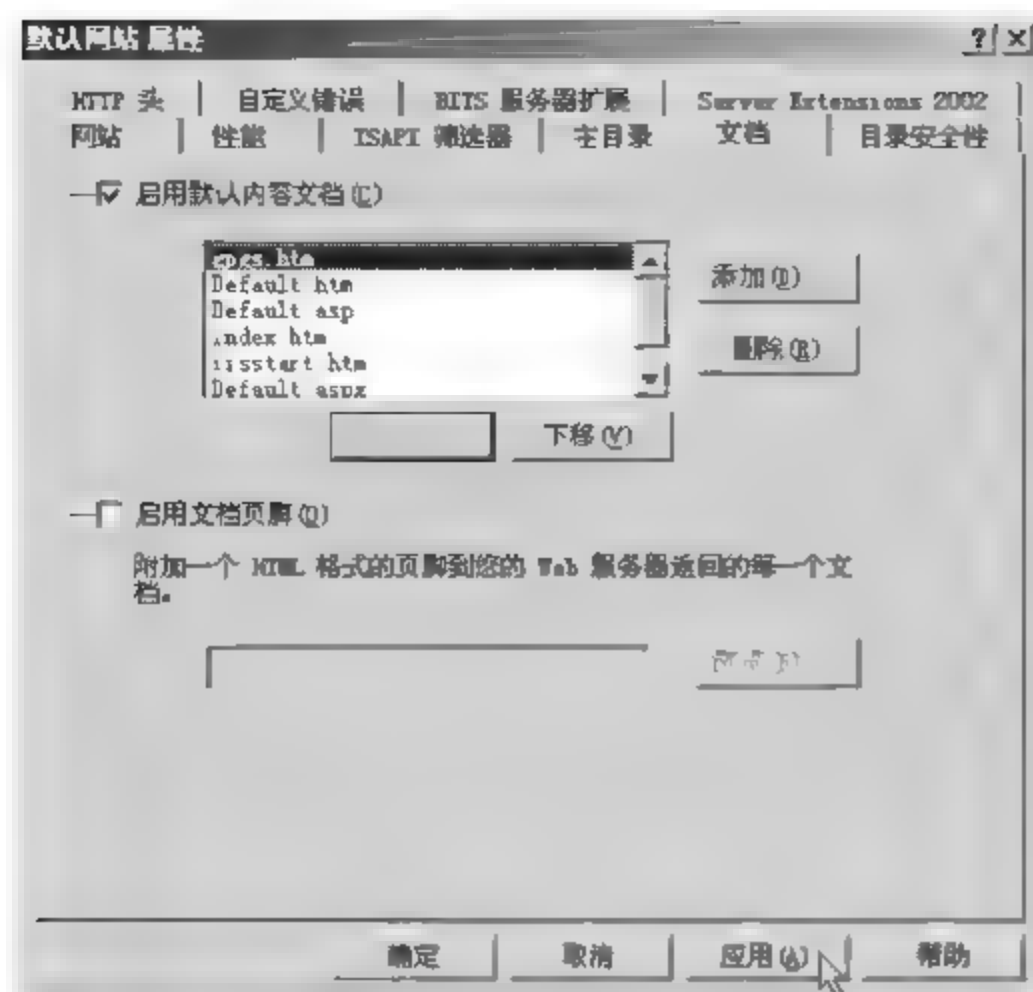 默认网站 属性
HTTP 头 自定义错误 BITS 服务器扩展 Server Extensions 2002
网站 性能 ISAPI 筛选器 主目录 文档 目录安全性
启用默认内容文档(C)
Default htm
Default asp
index htm
iisstart htm
Default aspx
添加(D)
删除(R)
下移(V)
启用文档页脚(O)
附加一个 HTML 格式的页脚到您的 Web 服务器返回的每一个文
档。
确定 取消 应用(A) 帮助